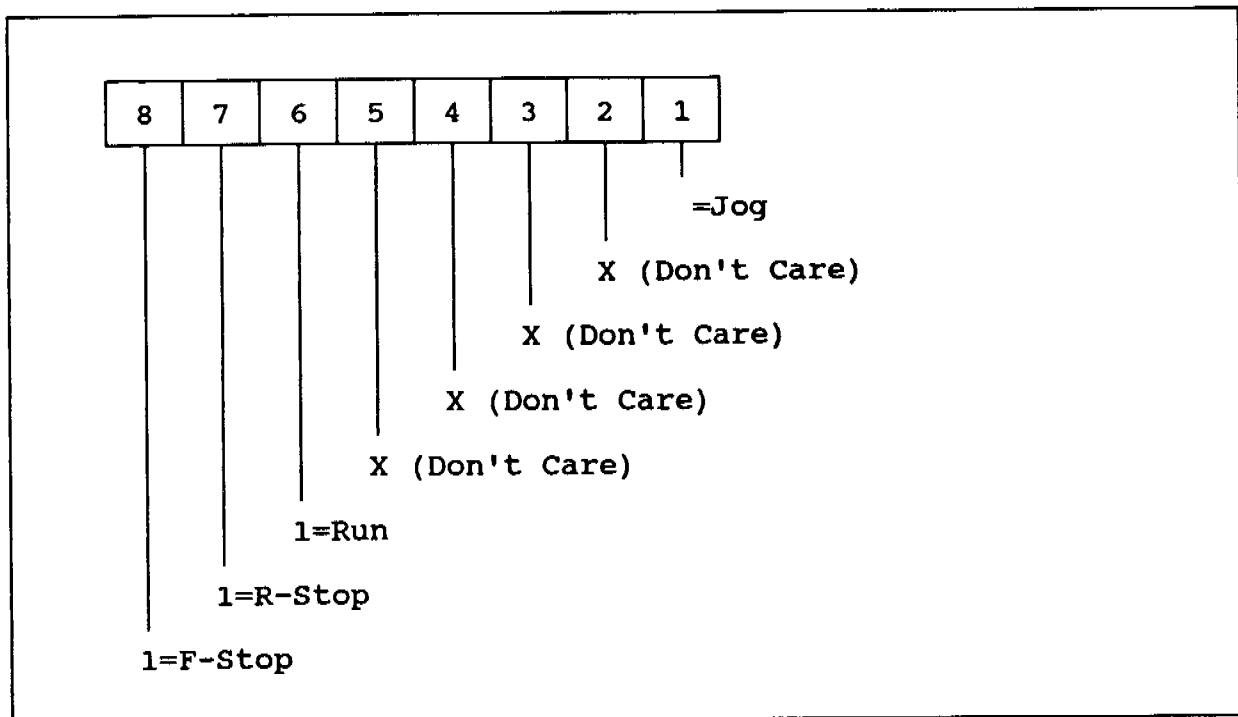 8 7 6 5 4 3 2 1
=Jog
X (Don't Care)
X (Don't Care)
X (Don't Care)
X (Don't Care)
1=Run
1=R-Stop
1=F-Stop